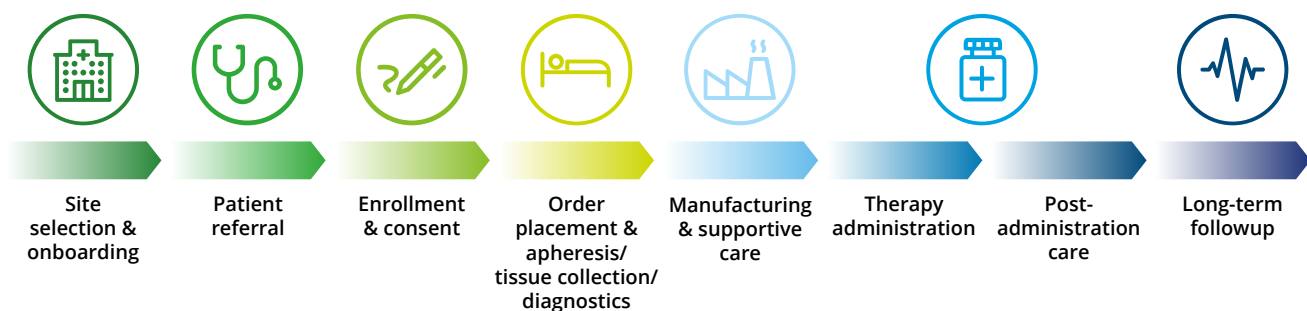 Site
selection &
onboarding
Patient
referral
Enrollment
& consent
Order
placement &
apheresis/
tissue collection/
diagnostics
Manufacturing
& supportive
care
Therapy
administration
Post-
administration
care
Long-term
followup